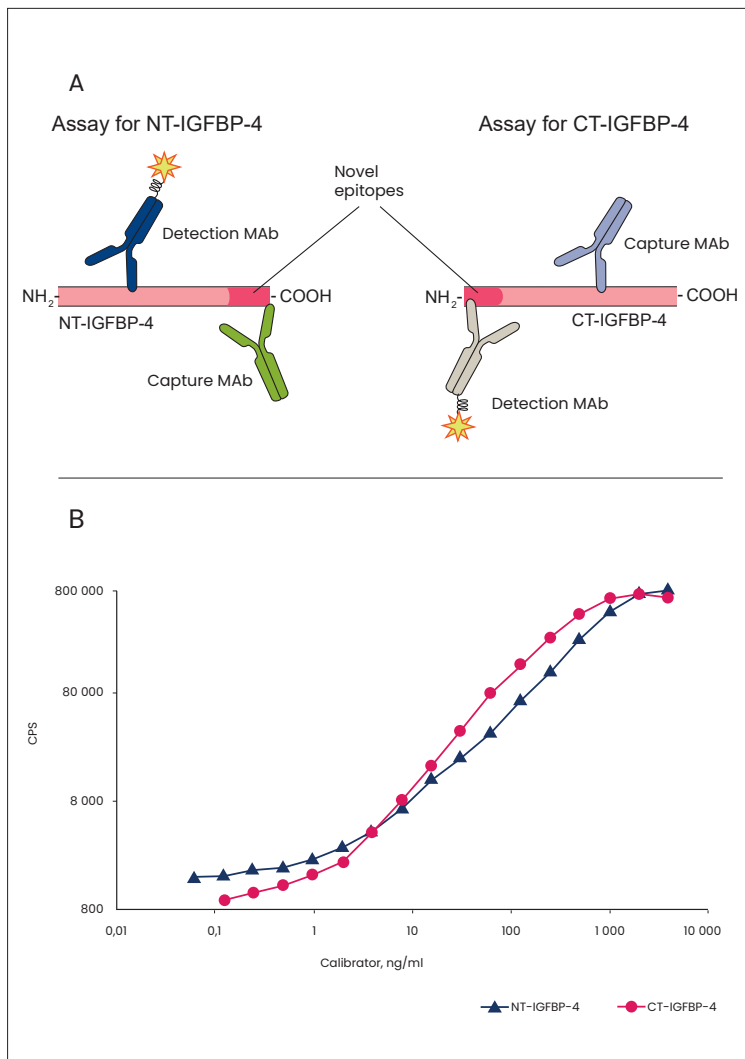 A
Assay for NT-IGFBP-4
Assay for CT-IGFBP-4
Novel
epitopes
Detection MAb
Capture MAb
NH2-
-COOH
NH2-
-COOH
NT-IGFBP-4
CT-IGFBP-4
Capture MAb
Detection MAb
B
800 000
80 000
8 000
800
CPS
0,01
0,1
1
10
100
1 000
10 000
Calibrator, ng/ml
NT-IGFBP-4
CT-IGFBP-4